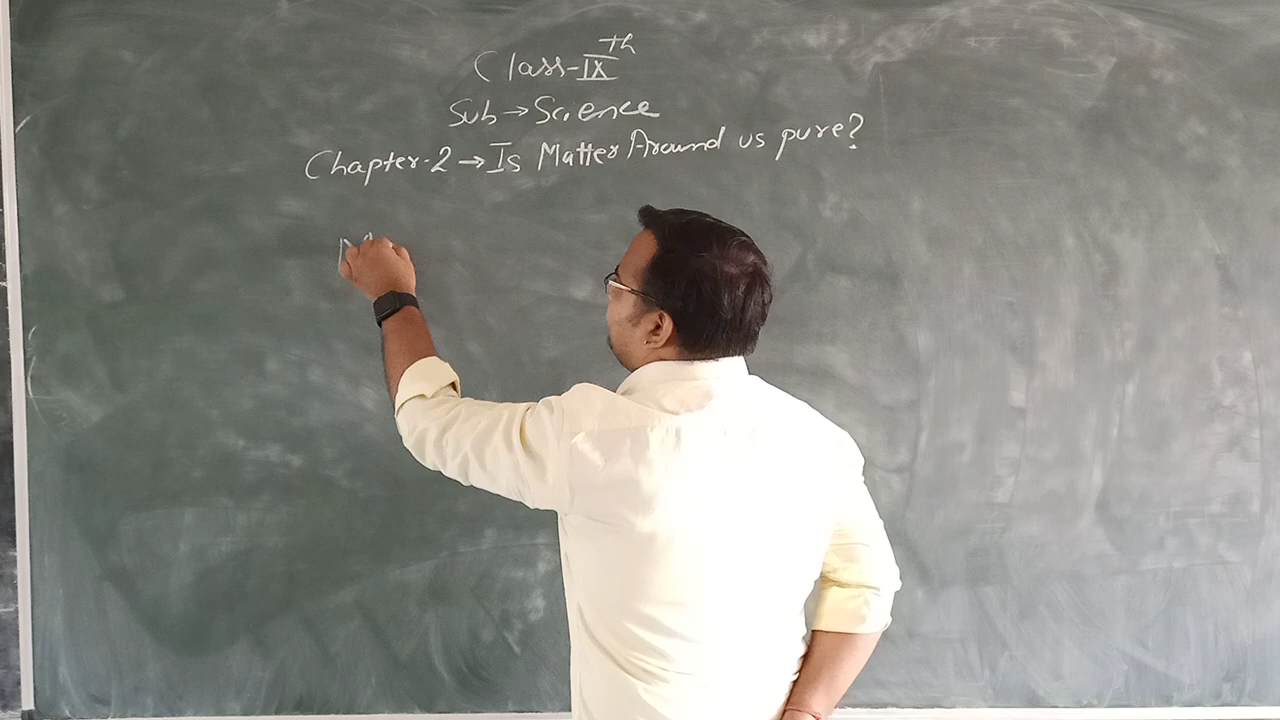 Class-IXth
Sub→Science
Chapter-2→Is Matter Around us pure?